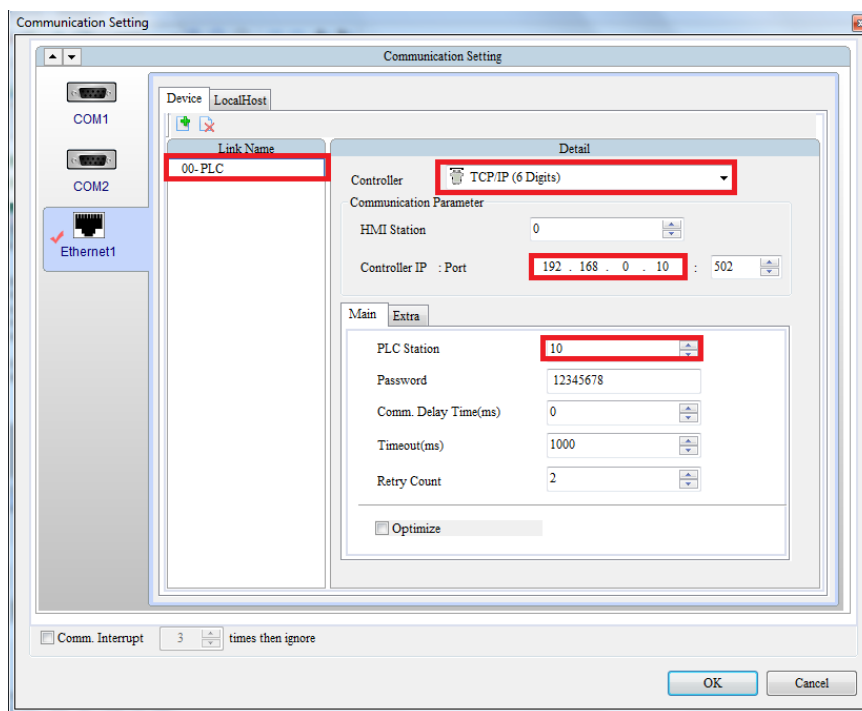 Communication Setting
Communication Setting
COM1
COM2
Ethernet1
Device LocalHost
Link Name
00-PLC
Detail
Controller TCP/IP (6 Digits)
Communication Parameter
HMI Station 0
Controller IP : Port 192 . 168 . 0 . 10 : 502
Main Extra
PLC Station 10
Password 12345678
Comm. Delay Time(ms) 0
Timeout(ms) 1000
Retry Count 2
Optimize
Comm. Interrupt 3 times then ignore
OK Cancel